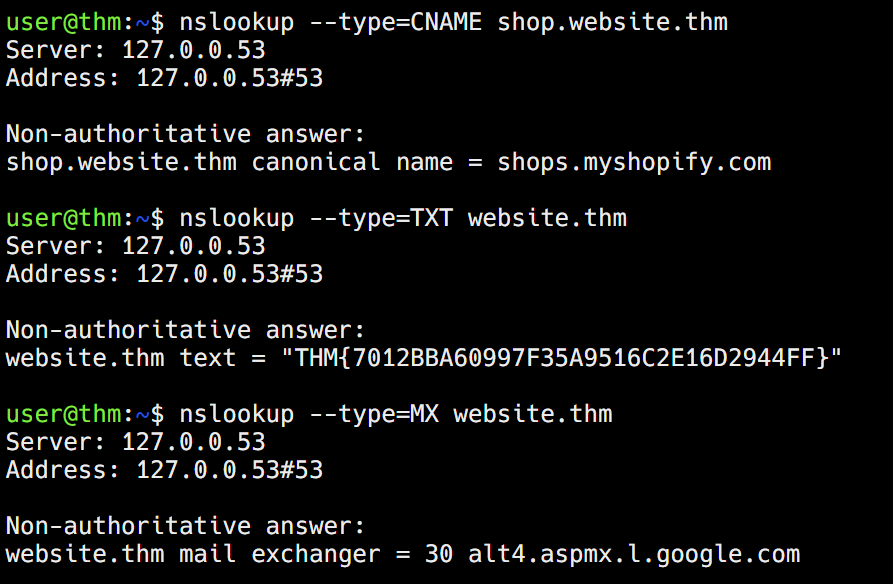 user@thm:~$ nslookup --type=CNAME shop.website.thm
Server: 127.0.0.53
Address: 127.0.0.53#53
Non-authoritative answer:
shop.website.thm canonical name = shops.myshopify.com
user@thm:~$ nslookup --type=TXT website.thm
Server: 127.0.0.53
Address: 127.0.0.53#53
Non-authoritative answer:
website.thm text = "THM{7012BBA60997F35A9516C2E16D2944FF}"
user@thm:~$ nslookup --type=MX website.thm
Server: 127.0.0.53
Address: 127.0.0.53#53
Non-authoritative answer:
website.thm mail exchanger = 30 alt4.aspmx.l.google.com